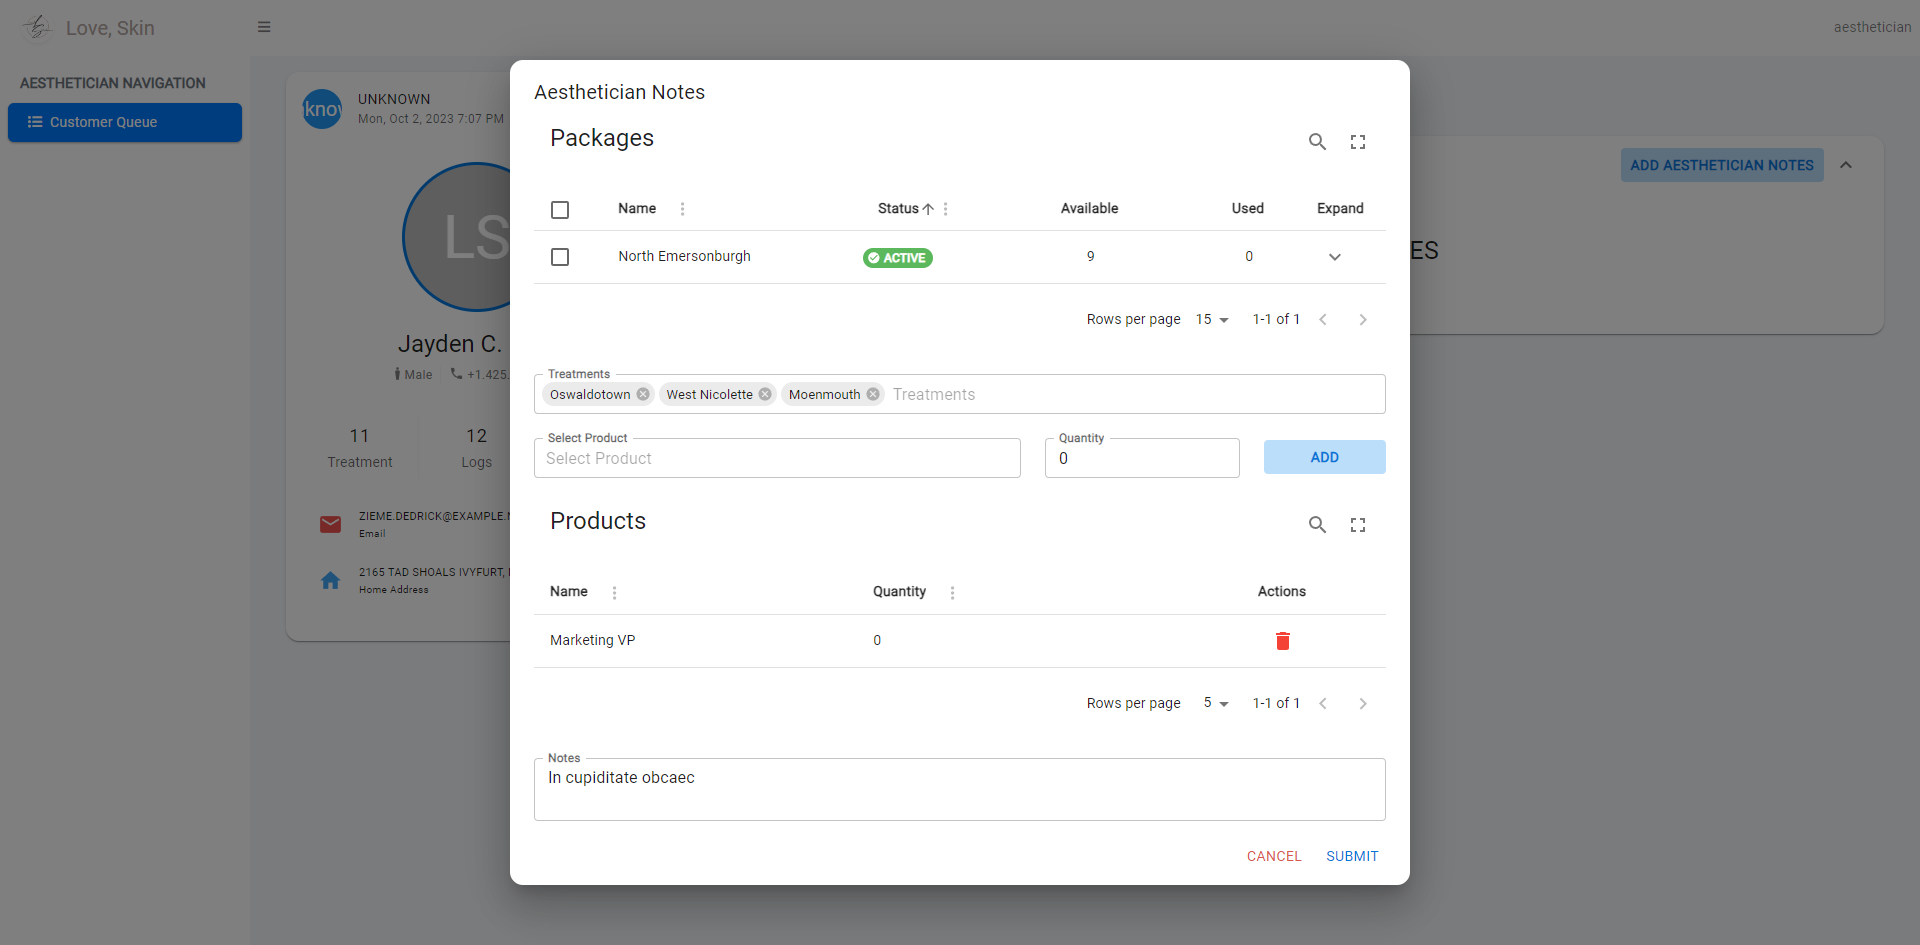 Love, Skin
aesthetician
AESTHETICIAN NAVIGATION
Customer Queue
UNKNOWN
Mon, Oct 2, 2023 7:07 PM
LS
Jayden C.
Male
+1.425.
11
Treatment
12
Logs
ZIEME.DEDRICK@EXAMPLE.
Email
2165 TAD SHOALS IVYFURT,
Home Address
ADD AESTHETICIAN NOTES
ES
Aesthetician Notes
Packages
Name Status Available Used Expand
North Emersonburgh ACTIVE 9 0
Rows per page 15 1-1 of 1
Treatments
Oswaldotown West Nicolette Moenmouth Treatments
Select Product Quantity
Select Product 0 ADD
Products
Name Quantity Actions
Marketing VP 0
Rows per page 5 1-1 of 1
Notes
In cupiditate obcaec
CANCEL SUBMIT